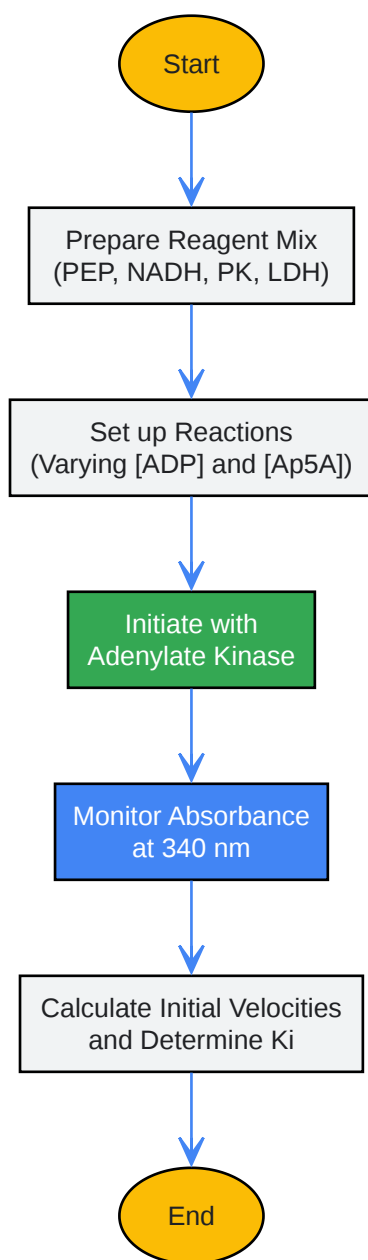 Start
Prepare Reagent Mix
(PEP, NADH, PK, LDH)
Set up Reactions
(Varying [ADP] and [Ap5A])
Initiate with
Adenylate Kinase
Monitor Absorbance
at 340 nm
Calculate Initial Velocities
and Determine Ki
End